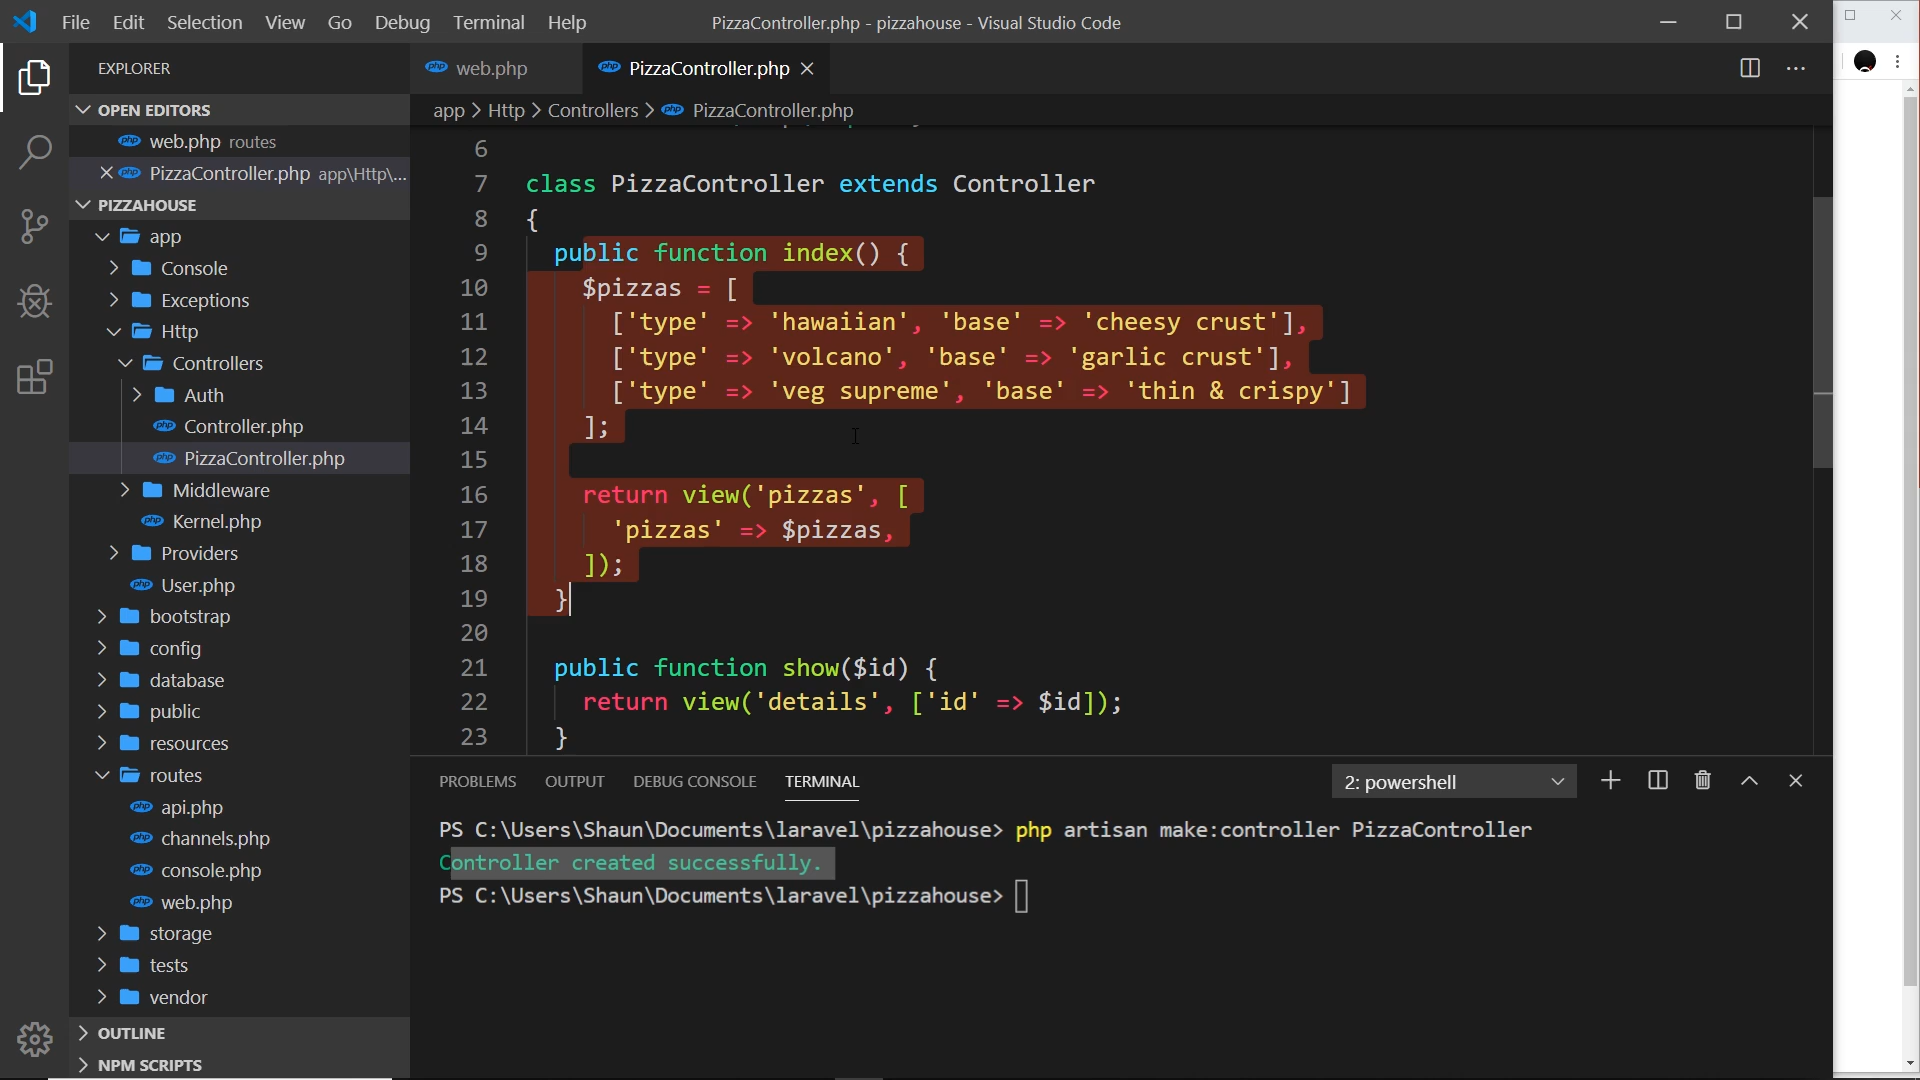 File Edit Selection View Go Debug Terminal Help
PizzaController.php - pizzahouse - Visual Studio Code
EXPLORER
OPEN EDITORS
web.php routes
PizzaController.php app\Http\...
PIZZAHOUSE
app
Console
Exceptions
Http
Controllers
Auth
Controller.php
PizzaController.php
Middleware
Kernel.php
Providers
User.php
bootstrap
config
database
public
resources
routes
api.php
channels.php
console.php
web.php
storage
tests
vendor
OUTLINE
NPM SCRIPTS
php web.php
php PizzaController.php
app > Http > Controllers > php PizzaController.php
6
7 class PizzaController extends Controller
8 {
9 public function index() {
10 $pizzas = [
11 ['type' => 'hawaiian', 'base' => 'cheesy crust'],
12 ['type' => 'volcano', 'base' => 'garlic crust'],
13 ['type' => 'veg supreme', 'base' => 'thin & crispy']
14 ];
15
16 return view('pizzas', [
17 'pizzas' => $pizzas,
18 ]);
19 }
20
21 public function show($id) {
22 return view('details', ['id' => $id]);
23 }
PROBLEMS OUTPUT DEBUG CONSOLE TERMINAL
2: powershell
PS C:\Users\Shaun\Documents\laravel\pizzahouse> php artisan make:controller PizzaController
Controller created successfully.
PS C:\Users\Shaun\Documents\laravel\pizzahouse>